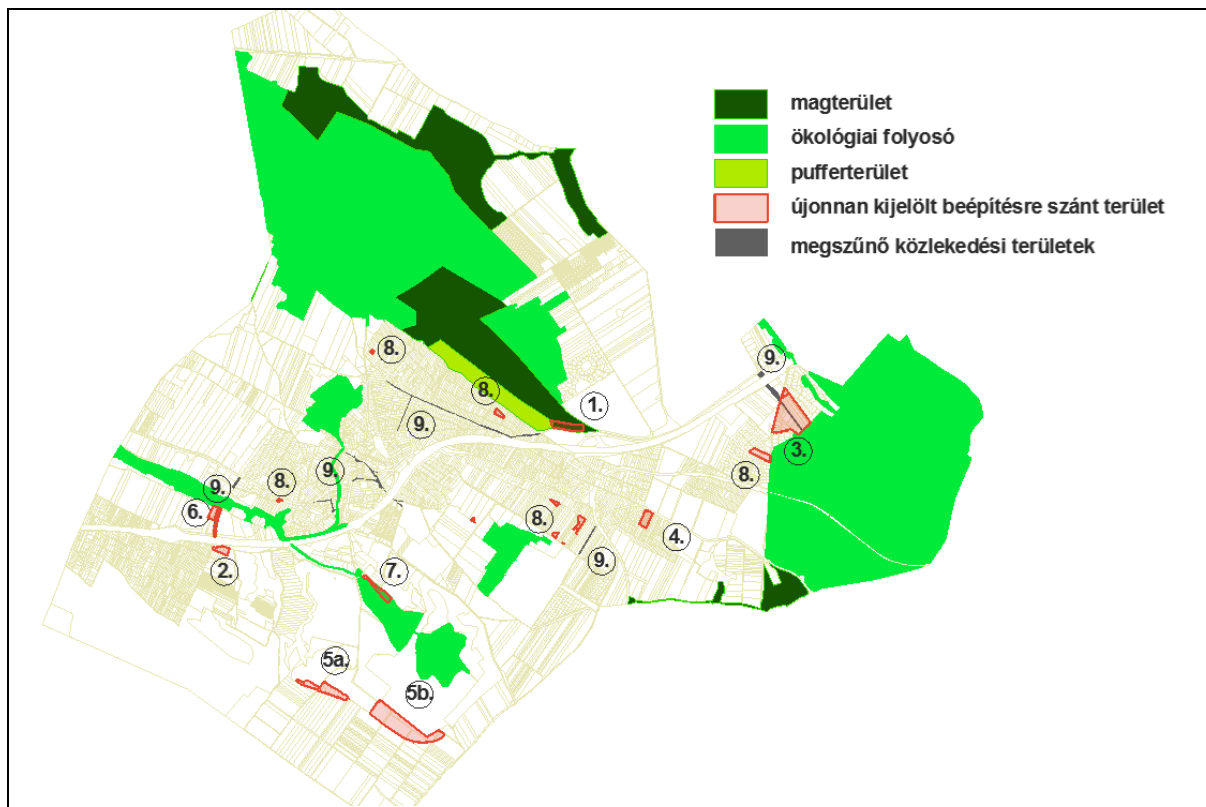 magterület
ökológiai folyosó
pufferterület
újonnan kijelölt beépítésre szánt terület
megszűnő közlekedési területek
8.
9.
8.
1.
9.
3.
8.
9.
8.
9.
6.
8.
4.
9.
2.
7.
5a.
5b.